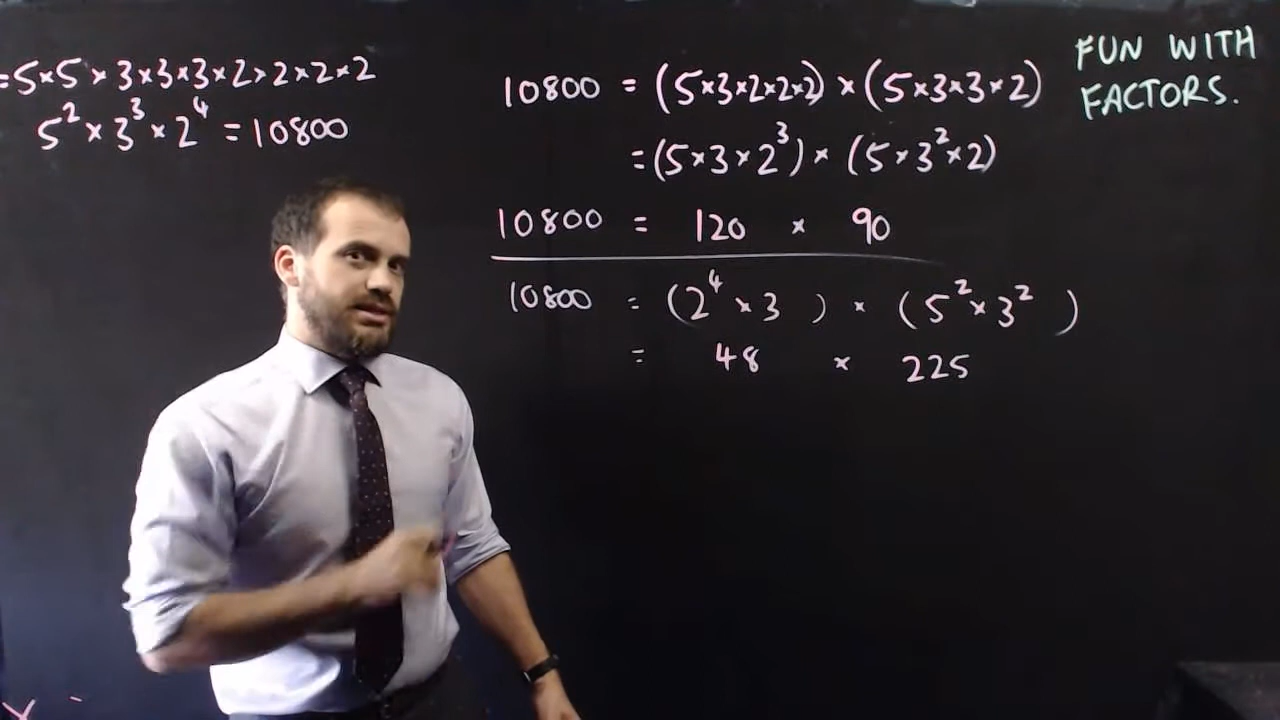 =5×5×3×3×3×2×2×2×2
5²×3³×2⁴=10800
10800 = (5×3×2×2×2)×(5×3×3×2)
=(5×3×2³)×(5×3²×2)
10800 = 120 × 90
10800 = (2⁴×3 )×(5²×3² )
= 48 × 225
FUN WITH
FACTORS.